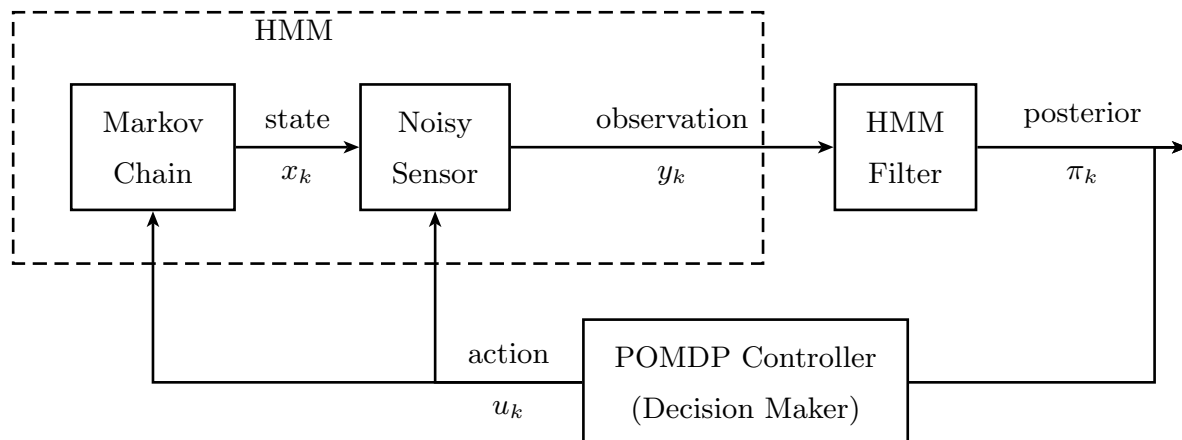 HMM
Markov
Chain
state
x_k
Noisy
Sensor
observation
y_k
HMM
Filter
posterior
π_k
action
u_k
POMDP Controller
(Decision Maker)